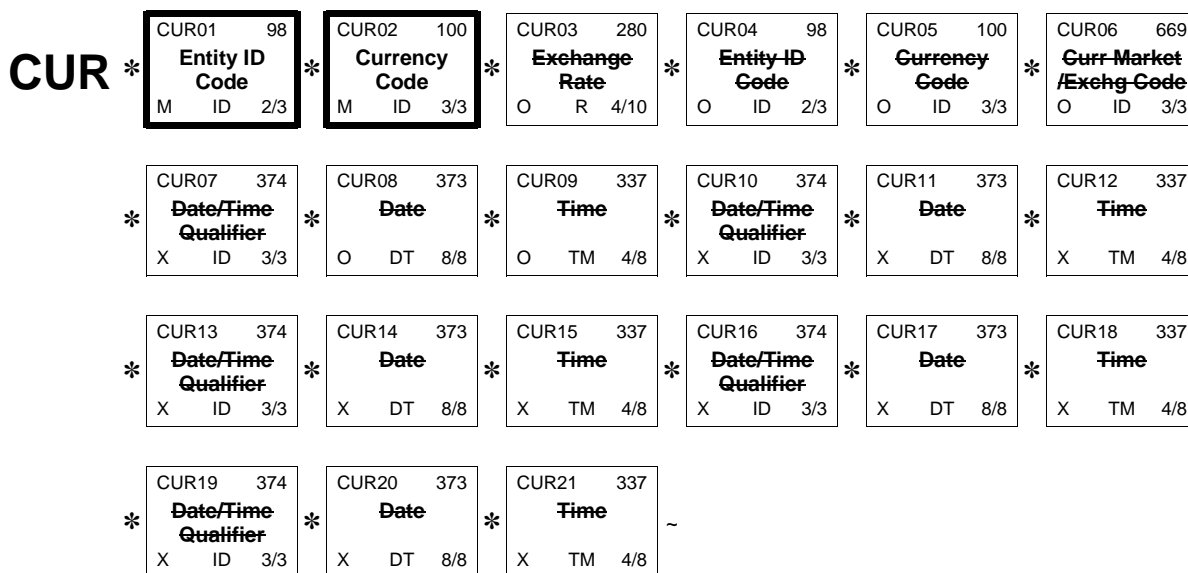 CUR * CUR01 98 * CUR02 100 * CUR03 280 * CUR04 98 * CUR05 100 * CUR06 669
Entity ID Currency Exchange Entity ID Currency Curr Market
Code Code Rate Code Code /Exchg Code
M ID 2/3 M ID 3/3 O R 4/10 O ID 2/3 O ID 3/3 O ID 3/3
* CUR07 374 * CUR08 373 * CUR09 337 * CUR10 374 * CUR11 373 * CUR12 337
Date/Time Date Time Date/Time Date Time
Qualifier Qualifier
X ID 3/3 O DT 8/8 O TM 4/8 X ID 3/3 X DT 8/8 X TM 4/8
* CUR13 374 * CUR14 373 * CUR15 337 * CUR16 374 * CUR17 373 * CUR18 337
Date/Time Date Time Date/Time Date Time
Qualifier Qualifier
X ID 3/3 X DT 8/8 X TM 4/8 X ID 3/3 X DT 8/8 X TM 4/8
* CUR19 374 * CUR20 373 * CUR21 337 ~
Date/Time Date Time
Qualifier
X ID 3/3 X DT 8/8 X TM 4/8